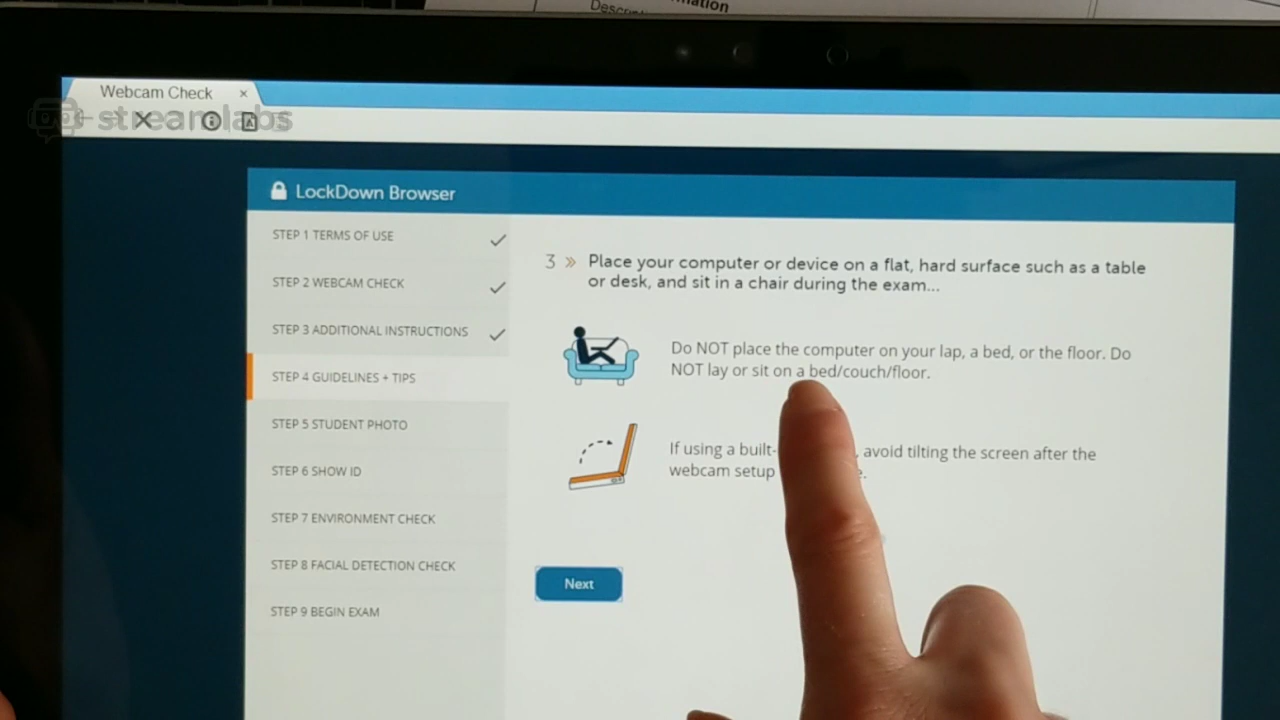 mation
Webcam Check ×
streamlabs
LockDown Browser
STEP 1 TERMS OF USE
STEP 2 WEBCAM CHECK
STEP 3 ADDITIONAL INSTRUCTIONS
STEP 4 GUIDELINES + TIPS
STEP 5 STUDENT PHOTO
STEP 6 SHOW ID
STEP 7 ENVIRONMENT CHECK
STEP 8 FACIAL DETECTION CHECK
STEP 9 BEGIN EXAM
3 » Place your computer or device on a flat, hard surface such as a table
or desk, and sit in a chair during the exam...
Do NOT place the computer on your lap, a bed, or the floor. Do
NOT lay or sit on a bed/couch/floor.
If using a built- , avoid tilting the screen after the
webcam setup
Next